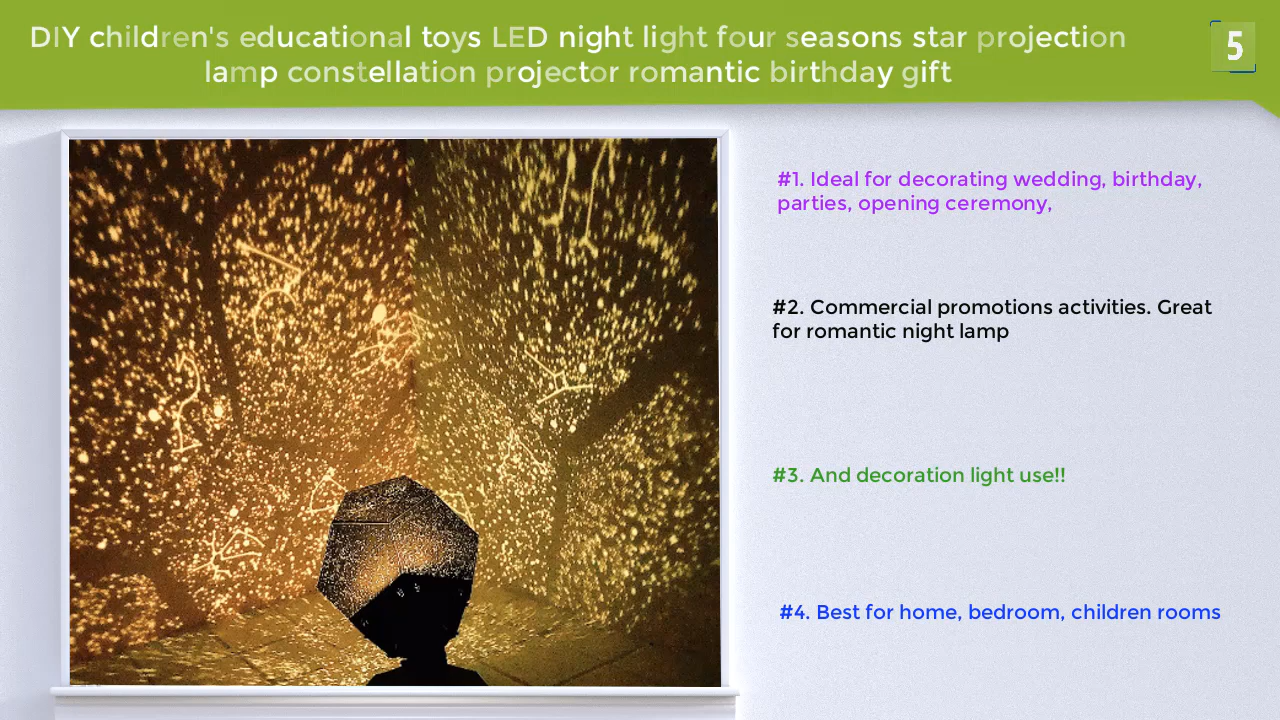 DIY children's educational toys LED night light four seasons star projection
lamp constellation projector romantic birthday gift
5
#1. Ideal for decorating wedding, birthday,
parties, opening ceremony,
#2. Commercial promotions activities. Great
for romantic night lamp
#3. And decoration light use!!
#4. Best for home, bedroom, children rooms